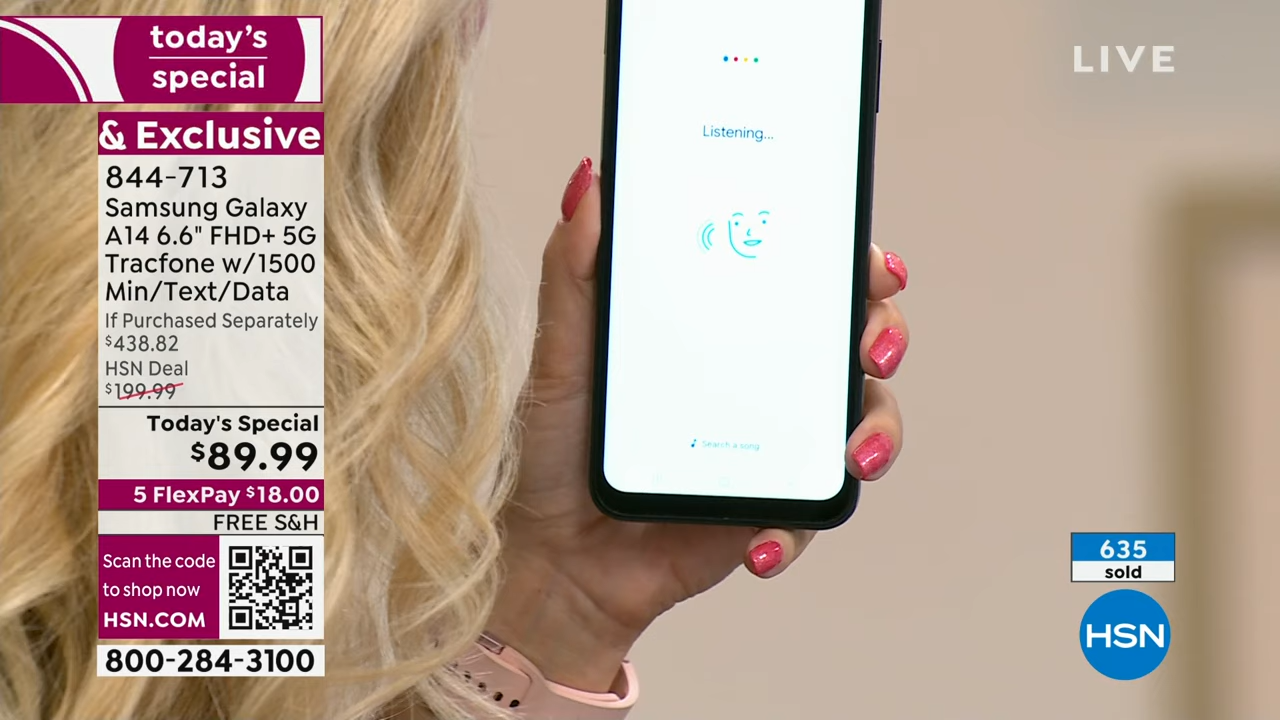 today's
special
& Exclusive
844-713
Samsung Galaxy
A14 6.6" FHD+ 5G
Tracfone w/1500
Min/Text/Data
If Purchased Separately
$438.82
HSN Deal
$199.99
Today's Special
$89.99
5 FlexPay $18.00
FREE S&H
Scan the code
to shop now
HSN.COM
800-284-3100
Listening...
Search a song
LIVE
635
sold
HSN